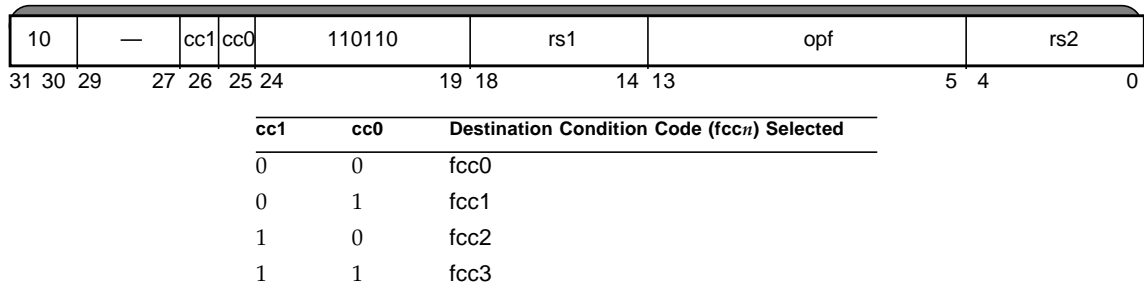 10 — cc1 cc0 110110 rs1 opf rs2
31 30 29 27 26 25 24 19 18 14 13 5 4 0
cc1 cc0 Destination Condition Code (fccn) Selected
0 0 fcc0
0 1 fcc1
1 0 fcc2
1 1 fcc3